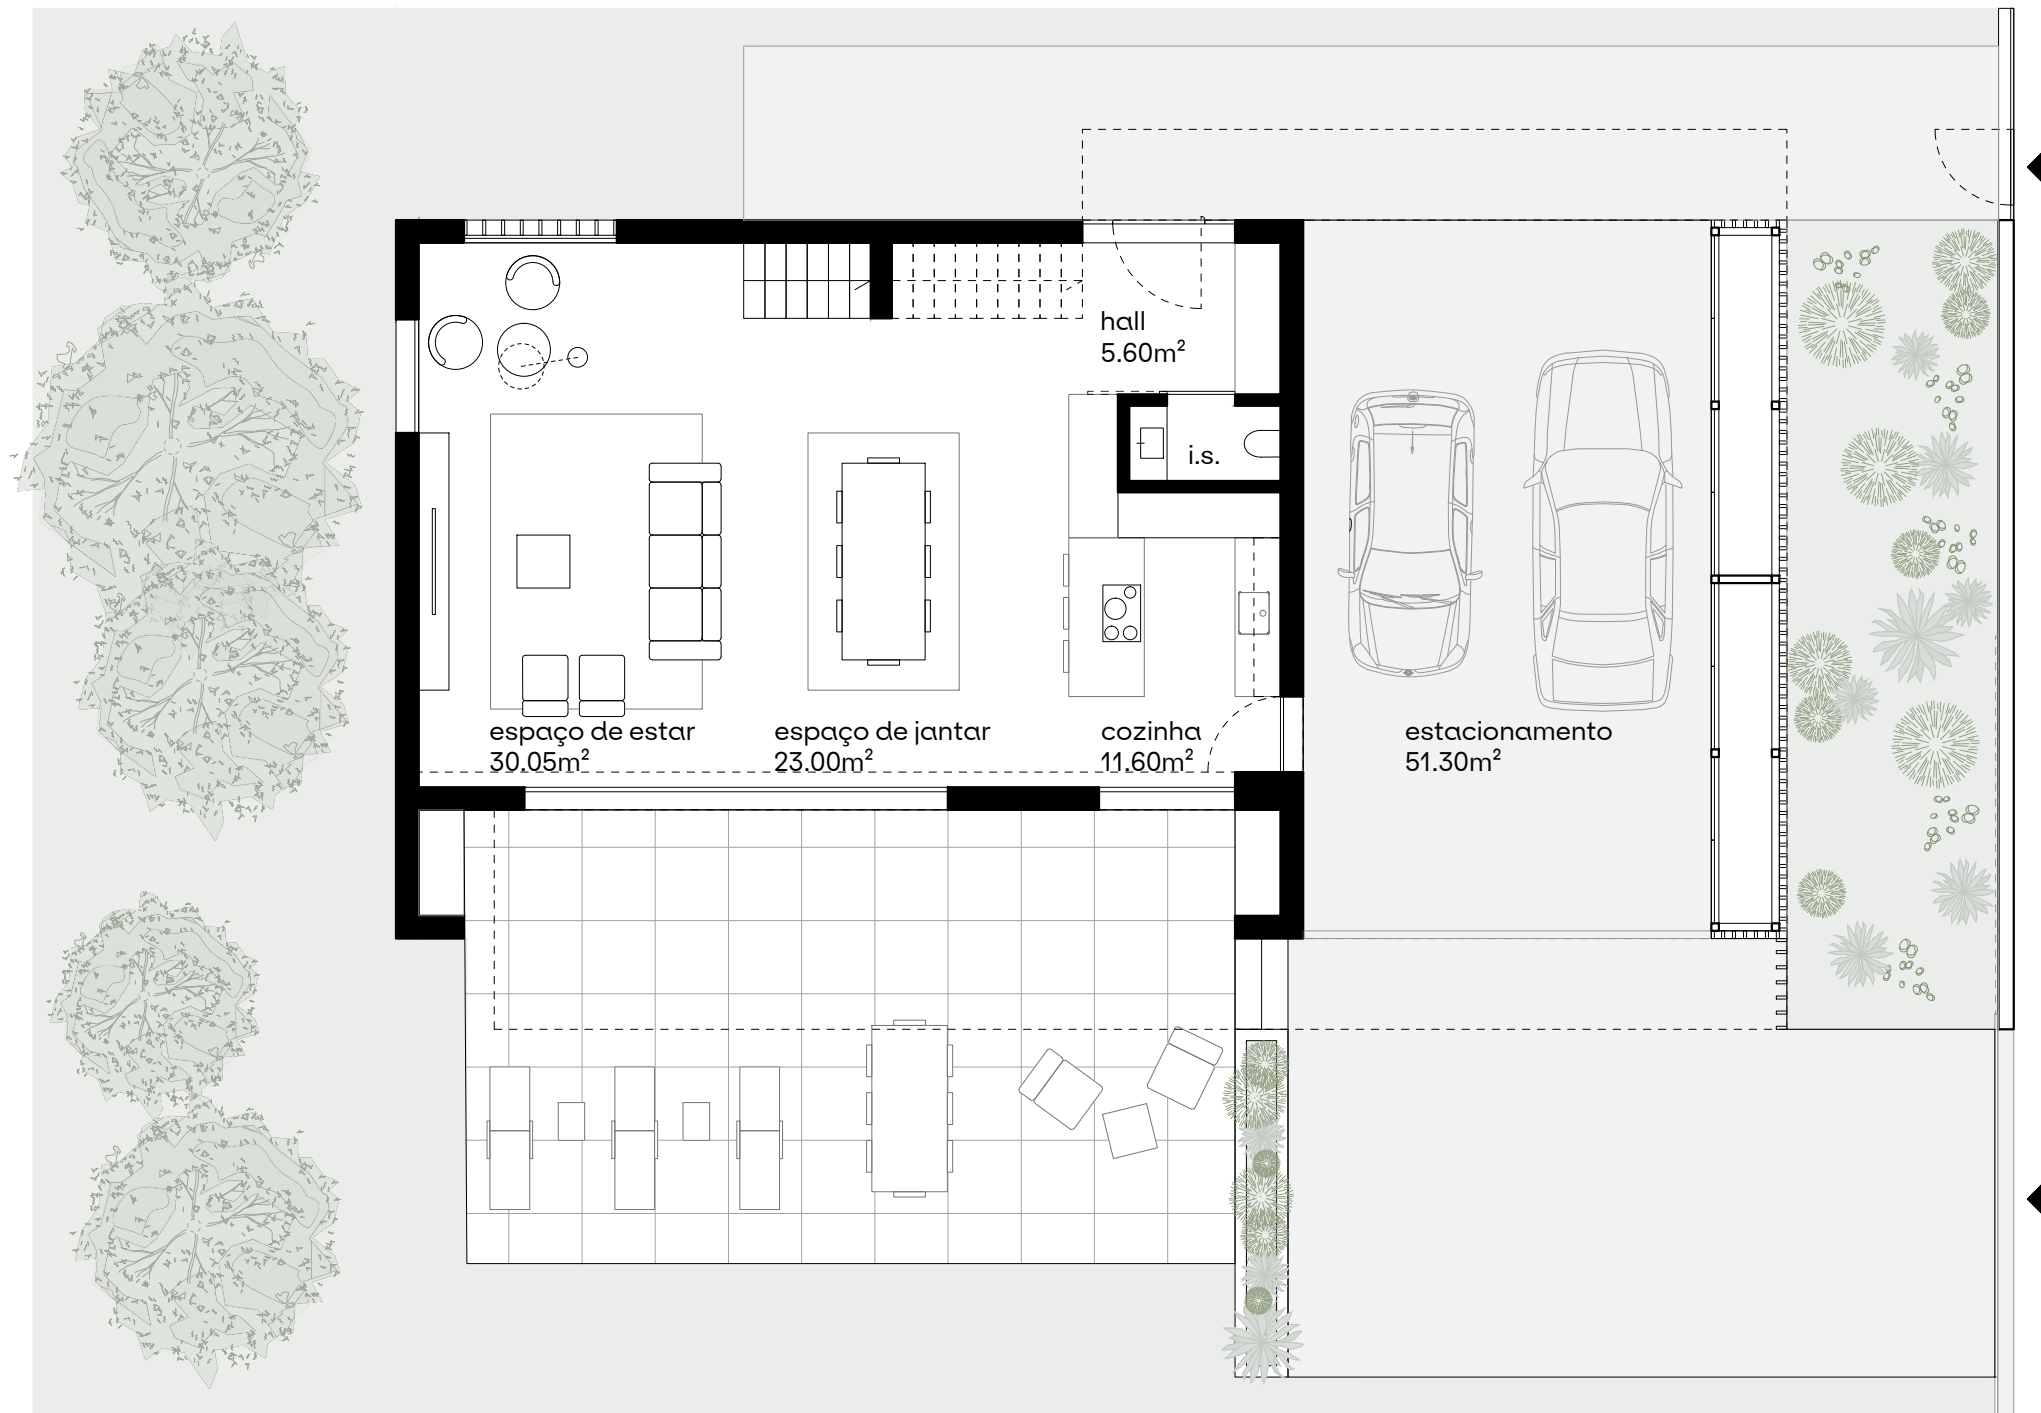 hall
5.60m²
i.s.
espaço de estar
30.05m²
espaço de jantar
23.00m²
cozinha
11.60m²
estacionamento
51.30m²